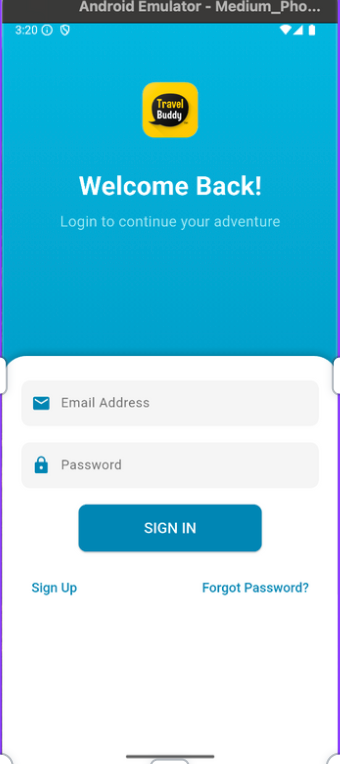 Android Emulator - Medium_Pho...
3:20
Travel
Buddy
Welcome Back!
Login to continue your adventure
Email Address
Password
SIGN IN
Sign Up
Forgot Password?